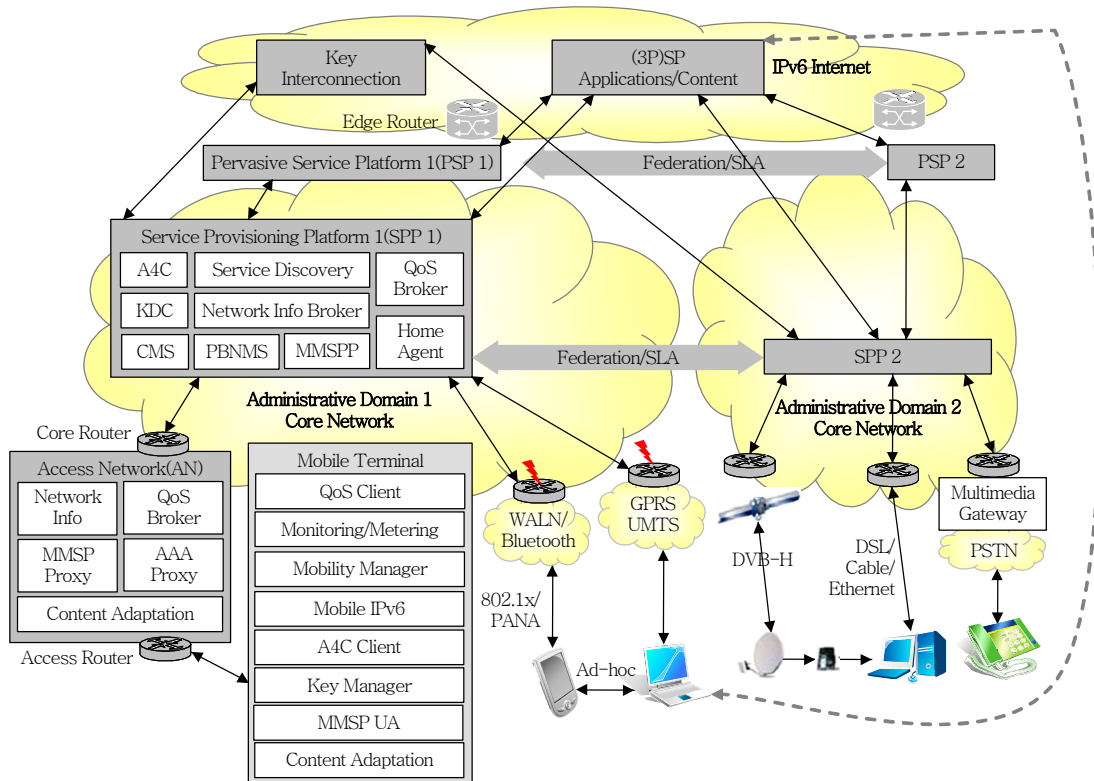 Key
Interconnection
(3P)SP
Applications/Content
IPv6 Internet
Edge Router
Pervasive Service Platform 1(PSP 1)
Federation/SLA
PSP 2
Service Provisioning Platform 1(SPP 1)
A4C
Service Discovery
QoS
Broker
KDC
Network Info Broker
Home
Agent
CMS
PBNMS
MMSPP
Federation/SLA
SPP 2
Administrative Domain 1
Core Network
Administrative Domain 2
Core Network
Core Router
Access Network(AN)
Network
Info
QoS
Broker
MMSP
Proxy
AAA
Proxy
Content Adaptation
Access Router
Mobile Terminal
QoS Client
Monitoring/Metering
Mobility Manager
Mobile IPv6
A4C Client
Key Manager
MMSP UA
Content Adaptation
WALN/
Bluetooth
GPRS
UMTS
802.1x/
PANA
Ad-hoc
DVB-H
DSL/
Cable/
Ethernet
Multimedia
Gateway
PSTN